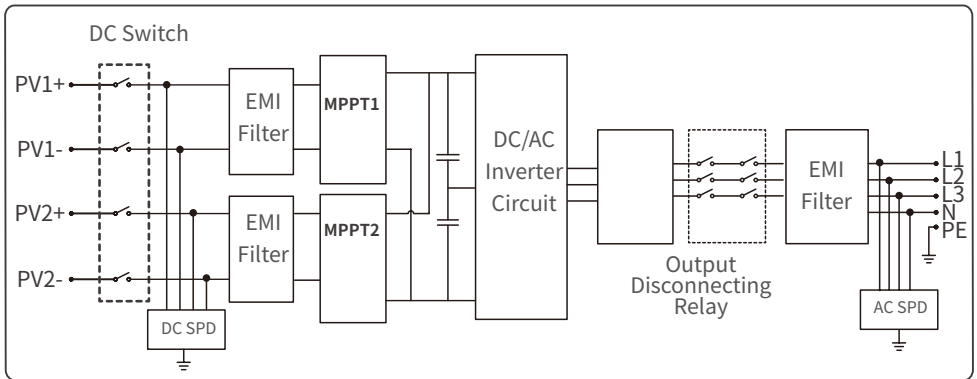 DC Switch
PV1+
PV1-
PV2+
PV2-
EMI
Filter
EMI
Filter
MPPT1
MPPT2
DC SPD
DC/AC
Inverter
Circuit
Output
Disconnecting
Relay
EMI
Filter
L1
L2
L3
N
PE
AC SPD